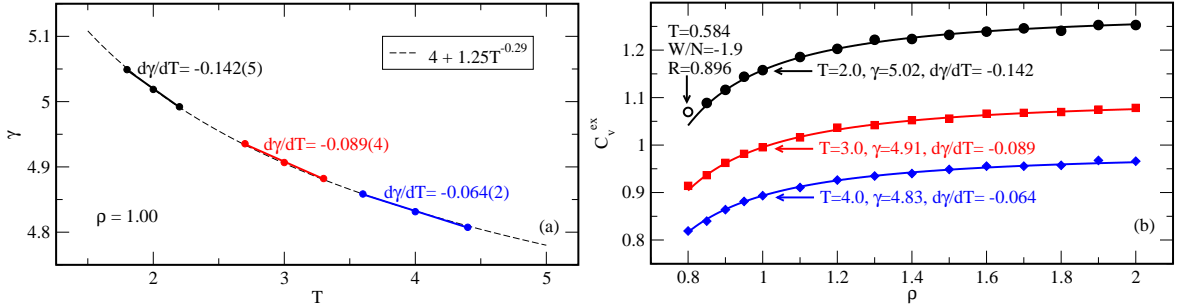 5.1
5
4.9
4.8
γ
dγ/dT= -0.142(5)
dγ/dT= -0.089(4)
dγ/dT= -0.064(2)
4 + 1.25T^-0.29
ρ = 1.00
(a)
2
3
4
5
T
1.2
1.1
1
0.9
0.8
C_v^ex
T=0.584
W/N=-1.9
R=0.896
T=2.0, γ=5.02, dγ/dT= -0.142
T=3.0, γ=4.91, dγ/dT= -0.089
T=4.0, γ=4.83, dγ/dT= -0.064
(b)
0.8
1
1.2
1.4
1.6
1.8
2
ρ